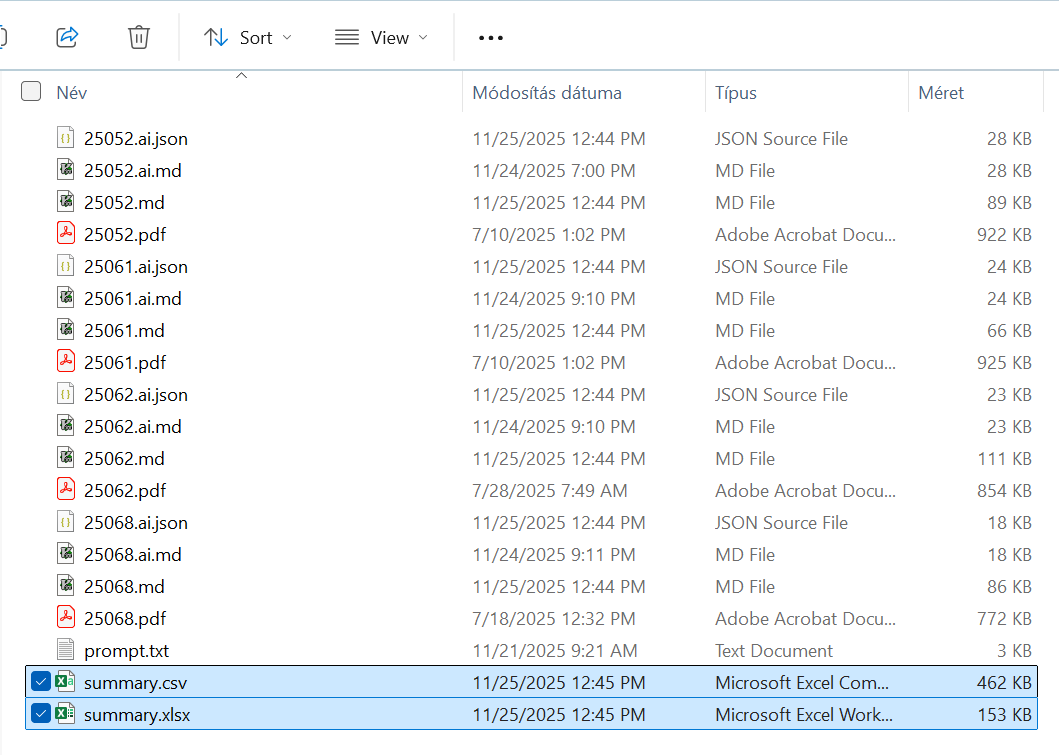 Sort View
Név Módosítás dátuma Típus Méret
25052.ai.json 11/25/2025 12:44 PM JSON Source File 28 KB
25052.ai.md 11/24/2025 7:00 PM MD File 28 KB
25052.md 11/25/2025 12:44 PM MD File 89 KB
25052.pdf 7/10/2025 1:02 PM Adobe Acrobat Docu... 922 KB
25061.ai.json 11/25/2025 12:44 PM JSON Source File 24 KB
25061.ai.md 11/24/2025 9:10 PM MD File 24 KB
25061.md 11/25/2025 12:44 PM MD File 66 KB
25061.pdf 7/10/2025 1:02 PM Adobe Acrobat Docu... 925 KB
25062.ai.json 11/25/2025 12:44 PM JSON Source File 23 KB
25062.ai.md 11/24/2025 9:10 PM MD File 23 KB
25062.md 11/25/2025 12:44 PM MD File 111 KB
25062.pdf 7/28/2025 7:49 AM Adobe Acrobat Docu... 854 KB
25068.ai.json 11/25/2025 12:44 PM JSON Source File 18 KB
25068.ai.md 11/24/2025 9:11 PM MD File 18 KB
25068.md 11/25/2025 12:44 PM MD File 86 KB
25068.pdf 7/18/2025 12:32 PM Adobe Acrobat Docu... 772 KB
prompt.txt 11/21/2025 9:21 AM Text Document 3 KB
summary.csv 11/25/2025 12:45 PM Microsoft Excel Com... 462 KB
summary.xlsx 11/25/2025 12:45 PM Microsoft Excel Work... 153 KB